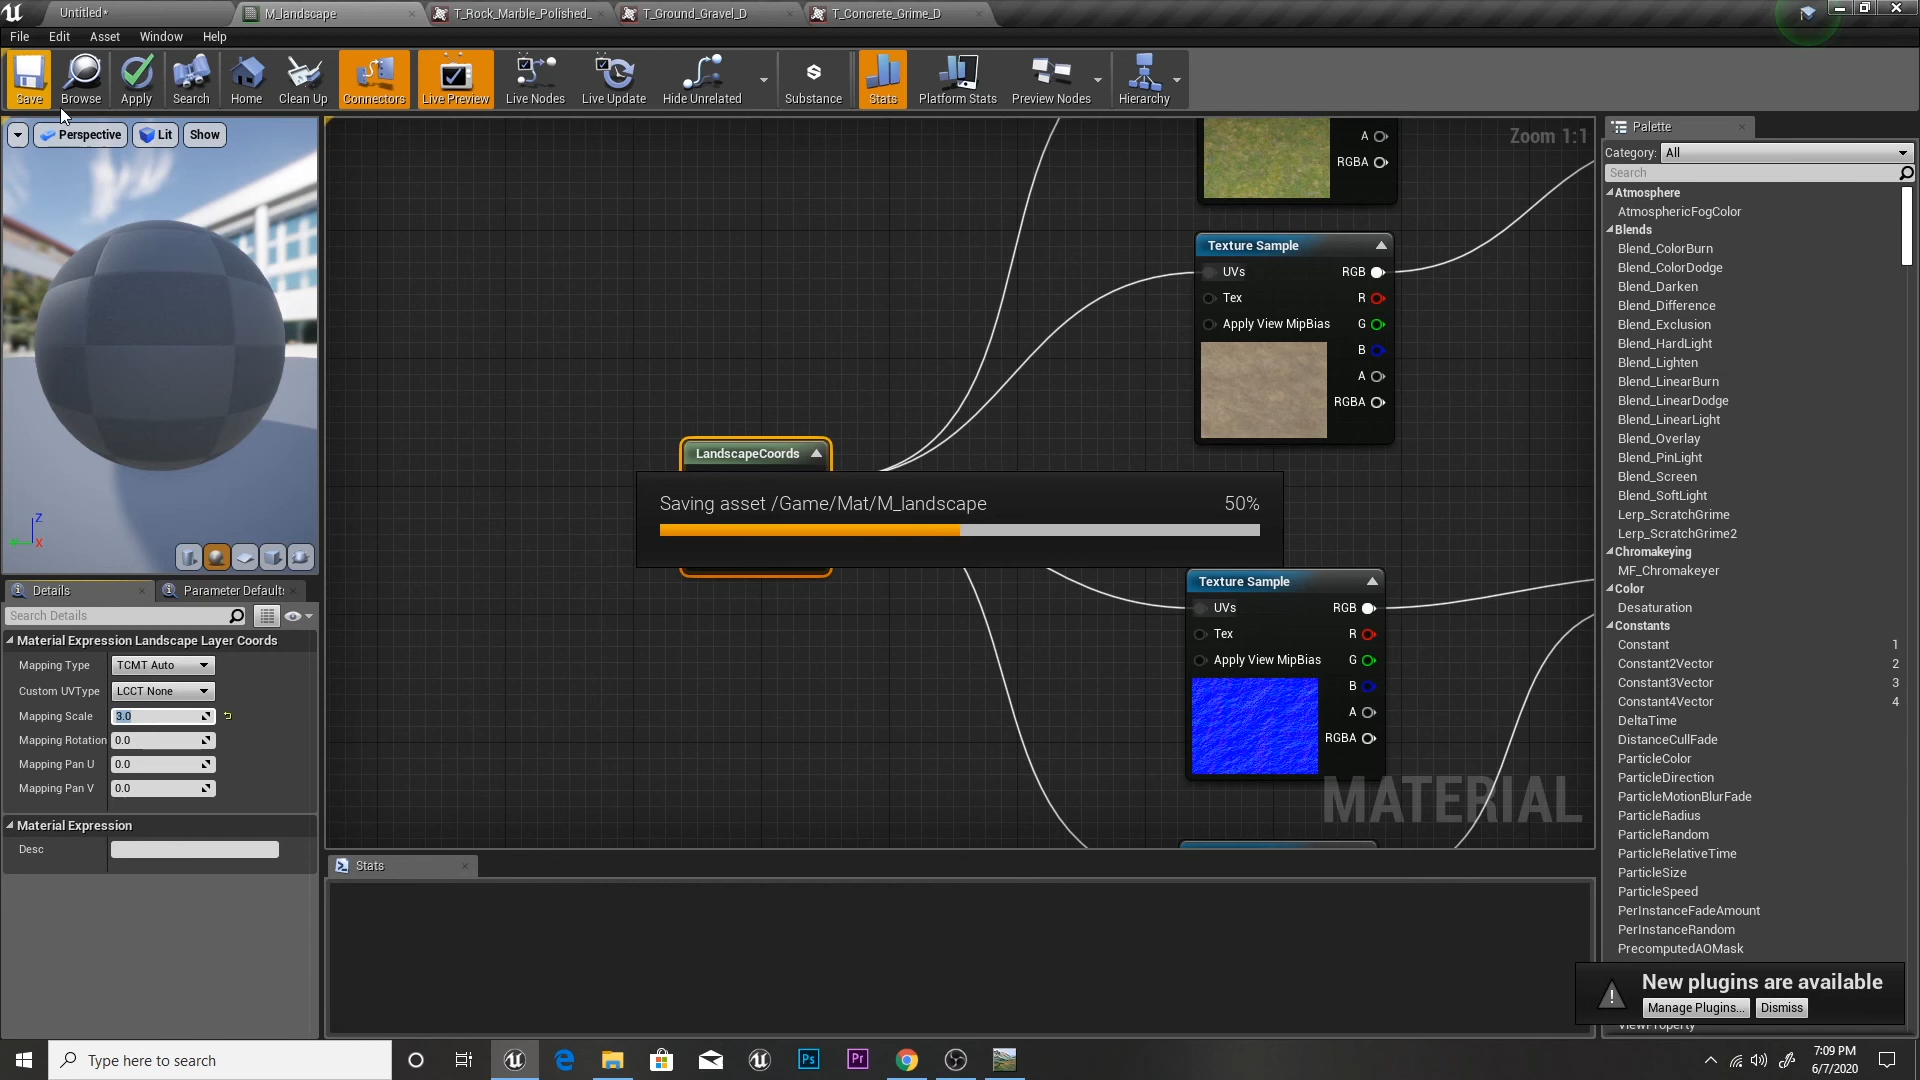 Untitled*
M_landscape
T_Rock_Marble_Polished_
T_Ground_Gravel_D
T_Concrete_Grime_D
File Edit Asset Window Help
Save
Browse
Apply
Search
Home
Clean Up
Connectors
Live Preview
Live Nodes
Live Update
Hide Unrelated
Substance
Stats
Platform Stats
Preview Nodes
Hierarchy
Perspective
Lit
Show
Z
X
Zoom 1:1
A
RGBA
Texture Sample
UVs RGB
Tex R
Apply View MipBias G
B
A
RGBA
LandscapeCoords
Saving asset /Game/Mat/M_landscape 50%
Texture Sample
UVs RGB
Tex R
Apply View MipBias G
B
A
RGBA
MATERIAL
Details
Parameter Defaults
Search Details
Material Expression Landscape Layer Coords
Mapping Type TCMT Auto
Custom UVType LCCT None
Mapping Scale 3.0
Mapping Rotation 0.0
Mapping Pan U 0.0
Mapping Pan V 0.0
Material Expression
Desc
Stats
Palette
Category: All
Search
Atmosphere
AtmosphericFogColor
Blends
Blend_ColorBurn
Blend_ColorDodge
Blend_Darken
Blend_Difference
Blend_Exclusion
Blend_HardLight
Blend_Lighten
Blend_LinearBurn
Blend_LinearDodge
Blend_LinearLight
Blend_Overlay
Blend_PinLight
Blend_Screen
Blend_SoftLight
Lerp_ScratchGrime
Lerp_ScratchGrime2
Chromakeying
MF_Chromakeyer
Color
Desaturation
Constants
Constant 1
Constant2Vector 2
Constant3Vector 3
Constant4Vector 4
DeltaTime
DistanceCullFade
ParticleColor
ParticleDirection
ParticleMotionBlurFade
ParticleRadius
ParticleRandom
ParticleRelativeTime
ParticleSize
ParticleSpeed
PerInstanceFadeAmount
PerInstanceRandom
PrecomputedAOMask
New plugins are available
Manage Plugins... Dismiss
ViewProperty
Type here to search
Ps
Pr
7:09 PM
6/7/2020